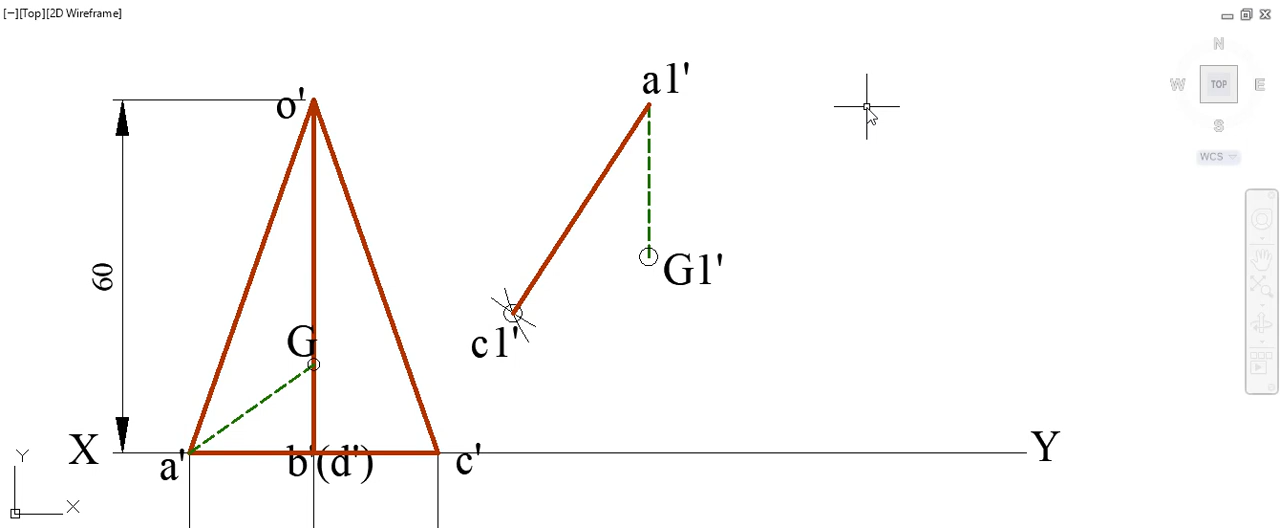 [−][Top][2D Wireframe]
N
W
TOP
E
S
WCS
o'
a1'
G1'
60
G
c1'
X
a'
b'(d')
c'
Y
Y
X